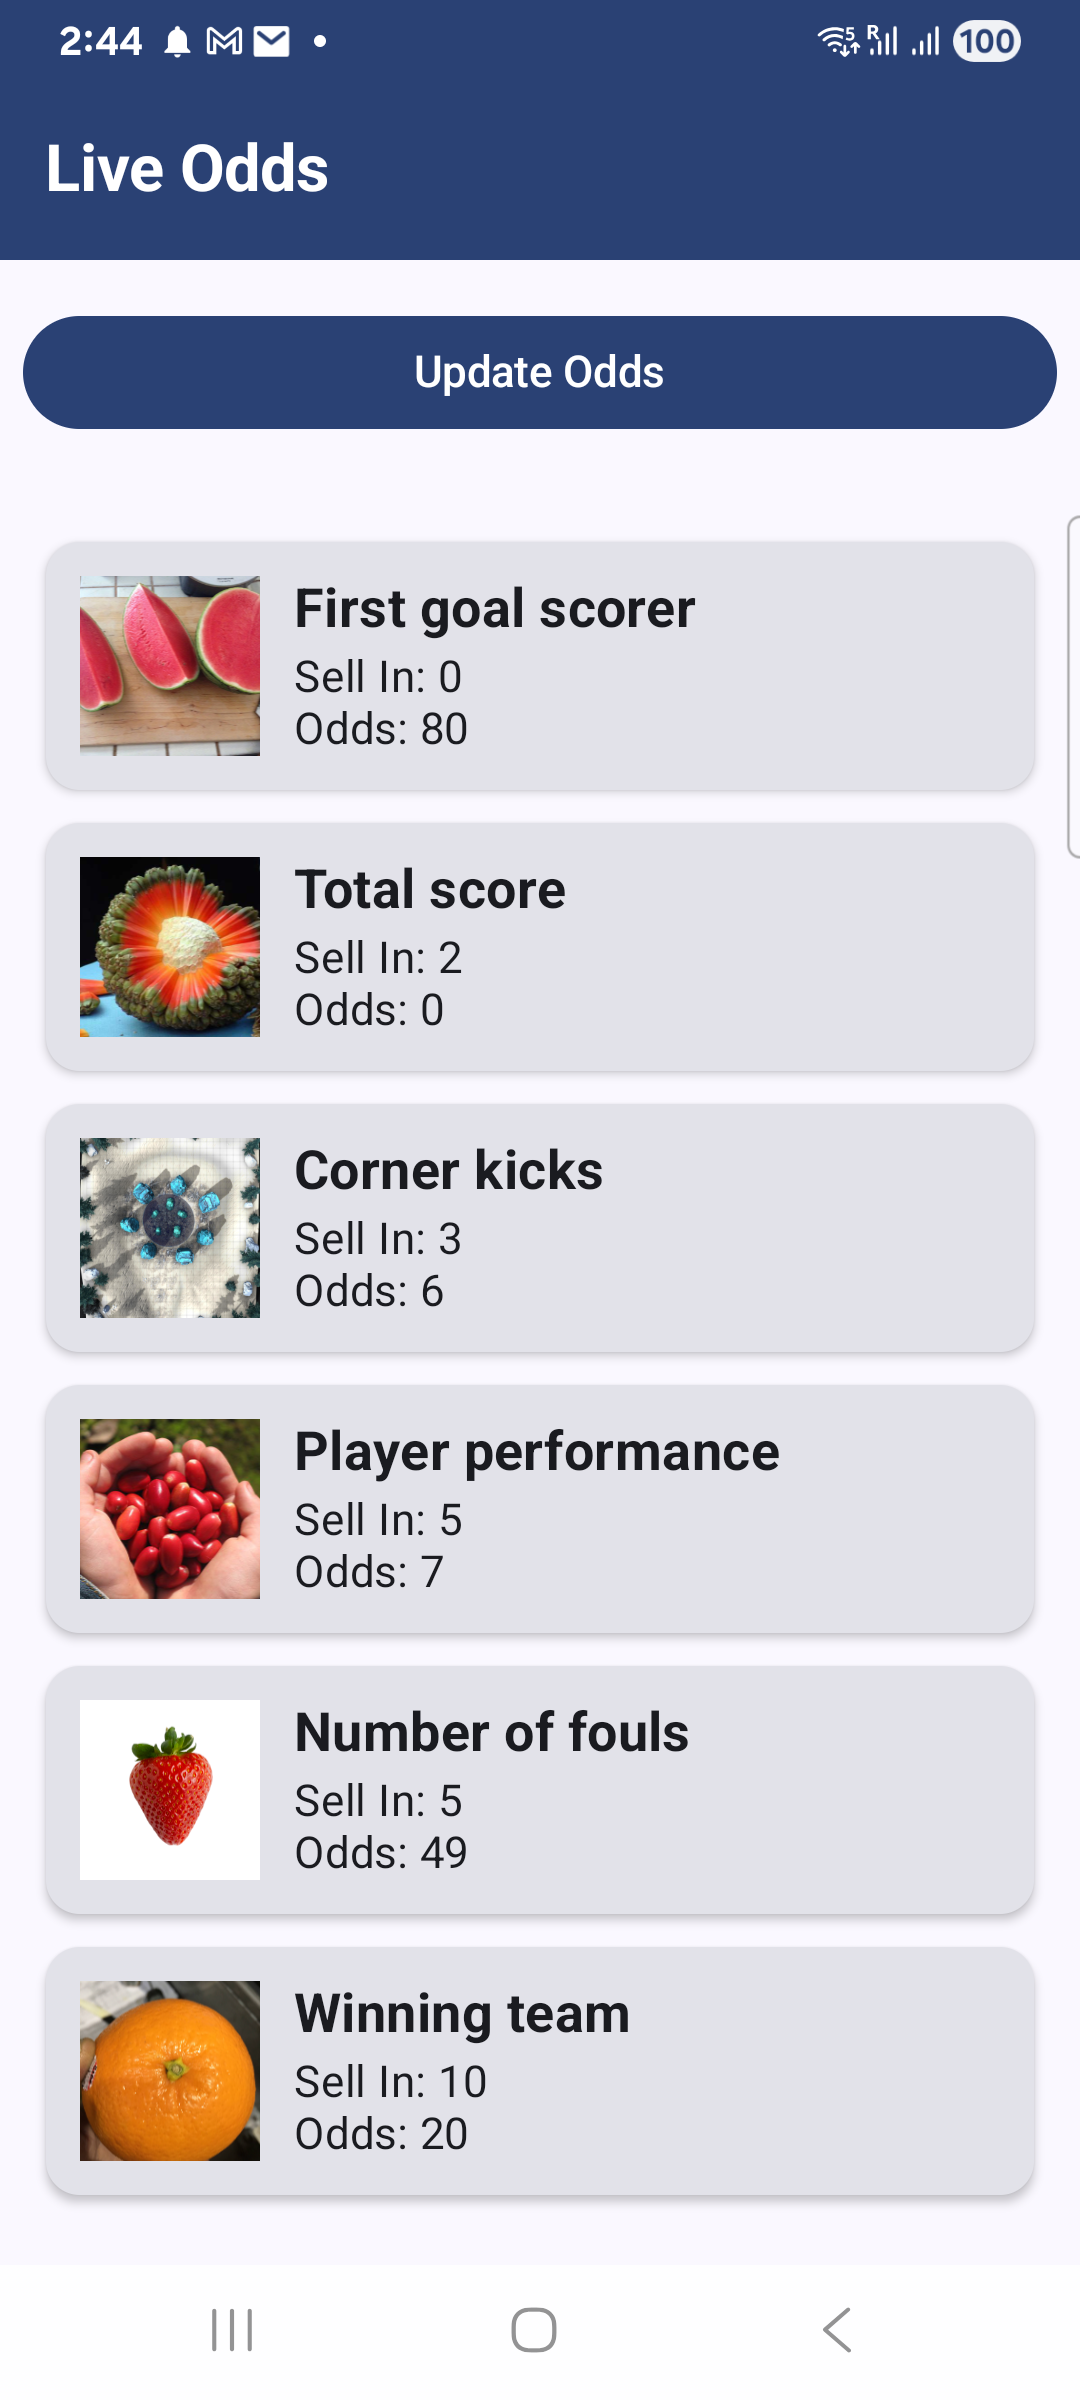 2:44
5 R 100
Live Odds
Update Odds
First goal scorer
Sell In: 0
Odds: 80
Total score
Sell In: 2
Odds: 0
Corner kicks
Sell In: 3
Odds: 6
Player performance
Sell In: 5
Odds: 7
Number of fouls
Sell In: 5
Odds: 49
Winning team
Sell In: 10
Odds: 20